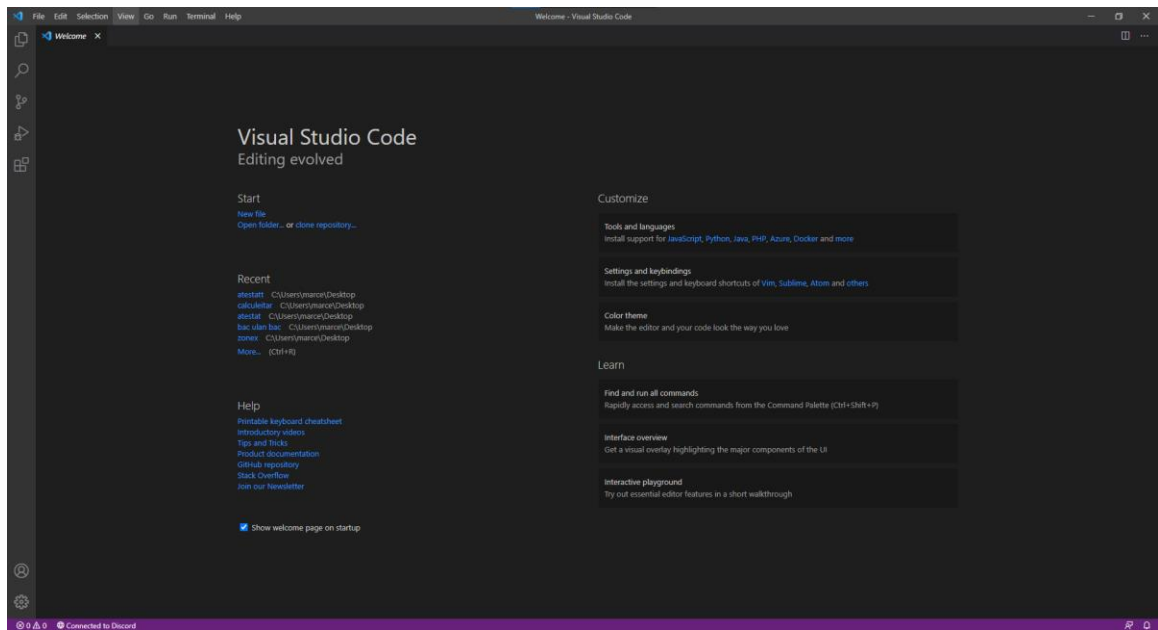 File Edit Selection View Go Run Terminal Help
Welcome - Visual Studio Code
Welcome
Visual Studio Code
Editing evolved
Start
New file
Open folder... or clone repository...
Recent
atestatt C:\Users\marce\Desktop
calculeitar C:\Users\marce\Desktop
atestat C:\Users\marce\Desktop
bac ulan bac C:\Users\marce\Desktop
zonex C:\Users\marce\Desktop
More... (Ctrl+R)
Help
Printable keyboard cheatsheet
Introductory videos
Tips and Tricks
Product documentation
GitHub repository
Stack Overflow
Join our Newsletter
Show welcome page on startup
Customize
Tools and languages
Install support for JavaScript, Python, Java, PHP, Azure, Docker and more
Settings and keybindings
Install the settings and keyboard shortcuts of Vim, Sublime, Atom and others
Color theme
Make the editor and your code look the way you love
Learn
Find and run all commands
Rapidly access and search commands from the Command Palette (Ctrl+Shift+P)
Interface overview
Get a visual overlay highlighting the major components of the UI
Interactive playground
Try out essential editor features in a short walkthrough
0 0 Connected to Discord